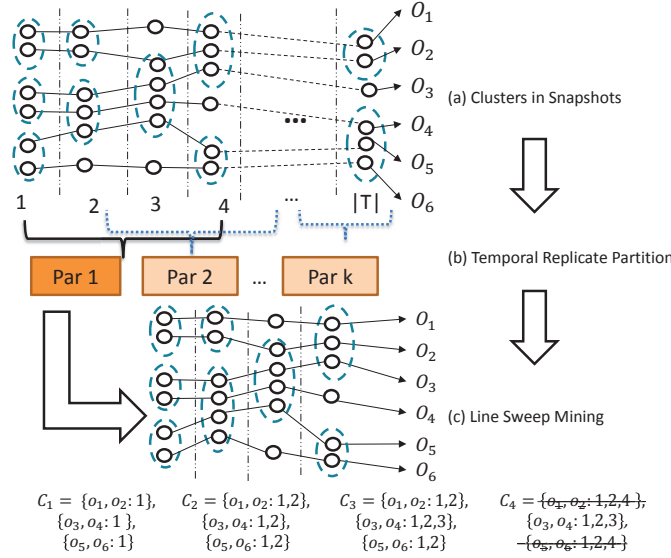 O₁
O₂
O₃
(a) Clusters in Snapshots
...
O₄
O₅
O₆
1 2 3 4 ... |T|
(b) Temporal Replicate Partition
Par 1 Par 2 ... Par k
O₁
O₂
O₃
O₄
(c) Line Sweep Mining
O₅
O₆
C₁ = {o₁, o₂: 1}, C₂ = {o₁, o₂: 1,2}, C₃ = {o₁, o₂: 1,2}, C₄ = {o₁, o₂: 1,2,4},
{o₃, o₄: 1}, {o₃, o₄: 1,2}, {o₃, o₄: 1,2,3}, {o₃, o₄: 1,2,3},
{o₅, o₆: 1} {o₅, o₆: 1,2} {o₅, o₆: 1,2} {o₅, o₆: 1,2,4}